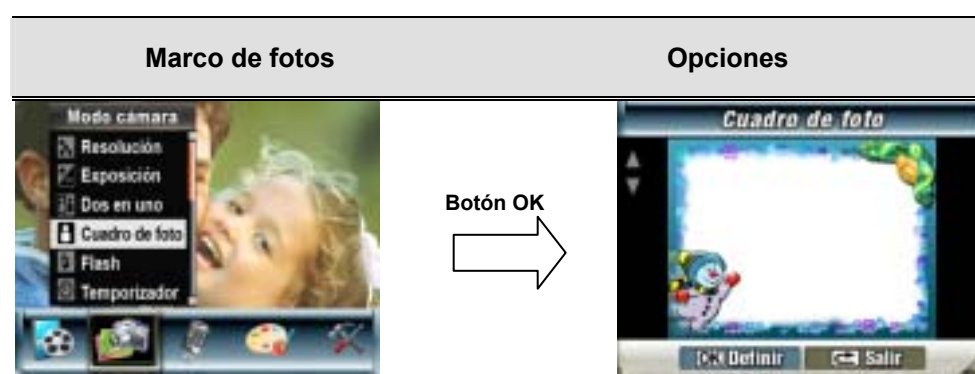 Marco de fotos
Opciones
Modo cámara
Resolución
Exposición
Dos en uno
Cuadro de foto
Flash
Temporizador
Botón OK
Cuadro de foto
OK Definir
Salir